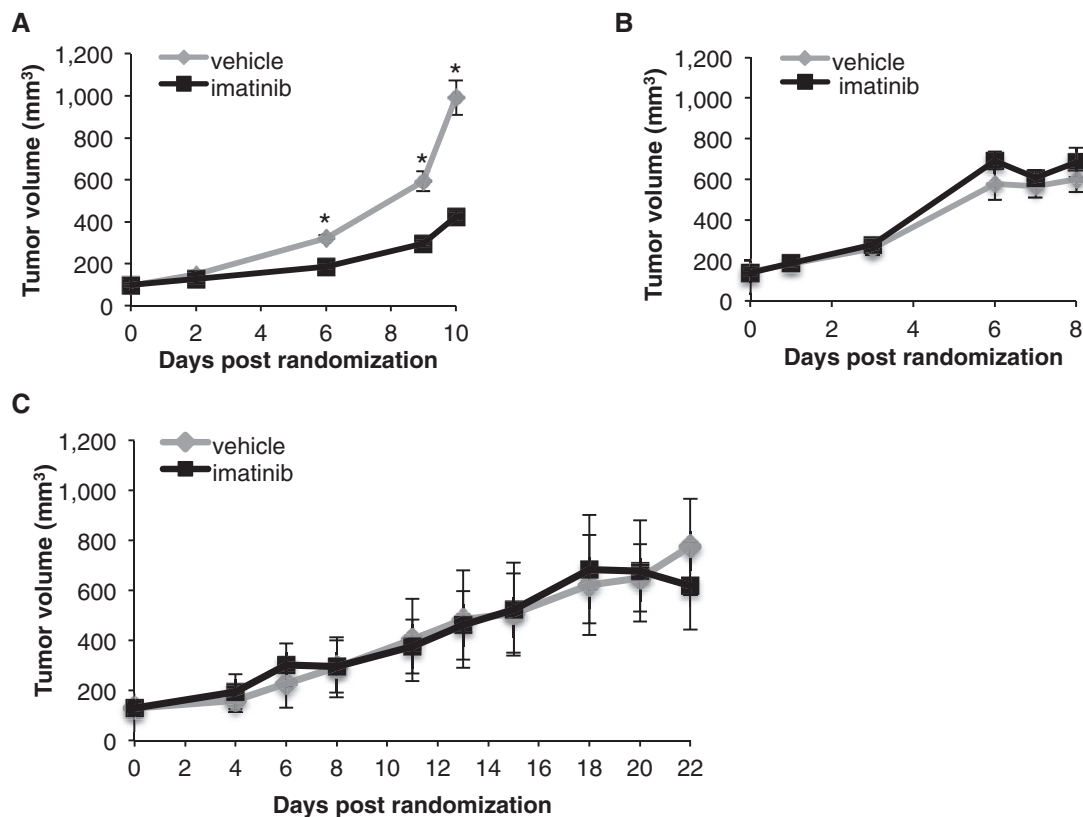 A
1,200
1,000
800
600
400
200
0
Tumor volume (mm³)
vehicle
imatinib
*
*
*
0 2 4 6 8 10
Days post randomization
B
1,200
1,000
800
600
400
200
0
Tumor volume (mm³)
vehicle
imatinib
0 2 4 6 8
Days post randomization
C
1,200
1,000
800
600
400
200
0
Tumor volume (mm³)
vehicle
imatinib
0 2 4 6 8 10 12 14 16 18 20 22
Days post randomization